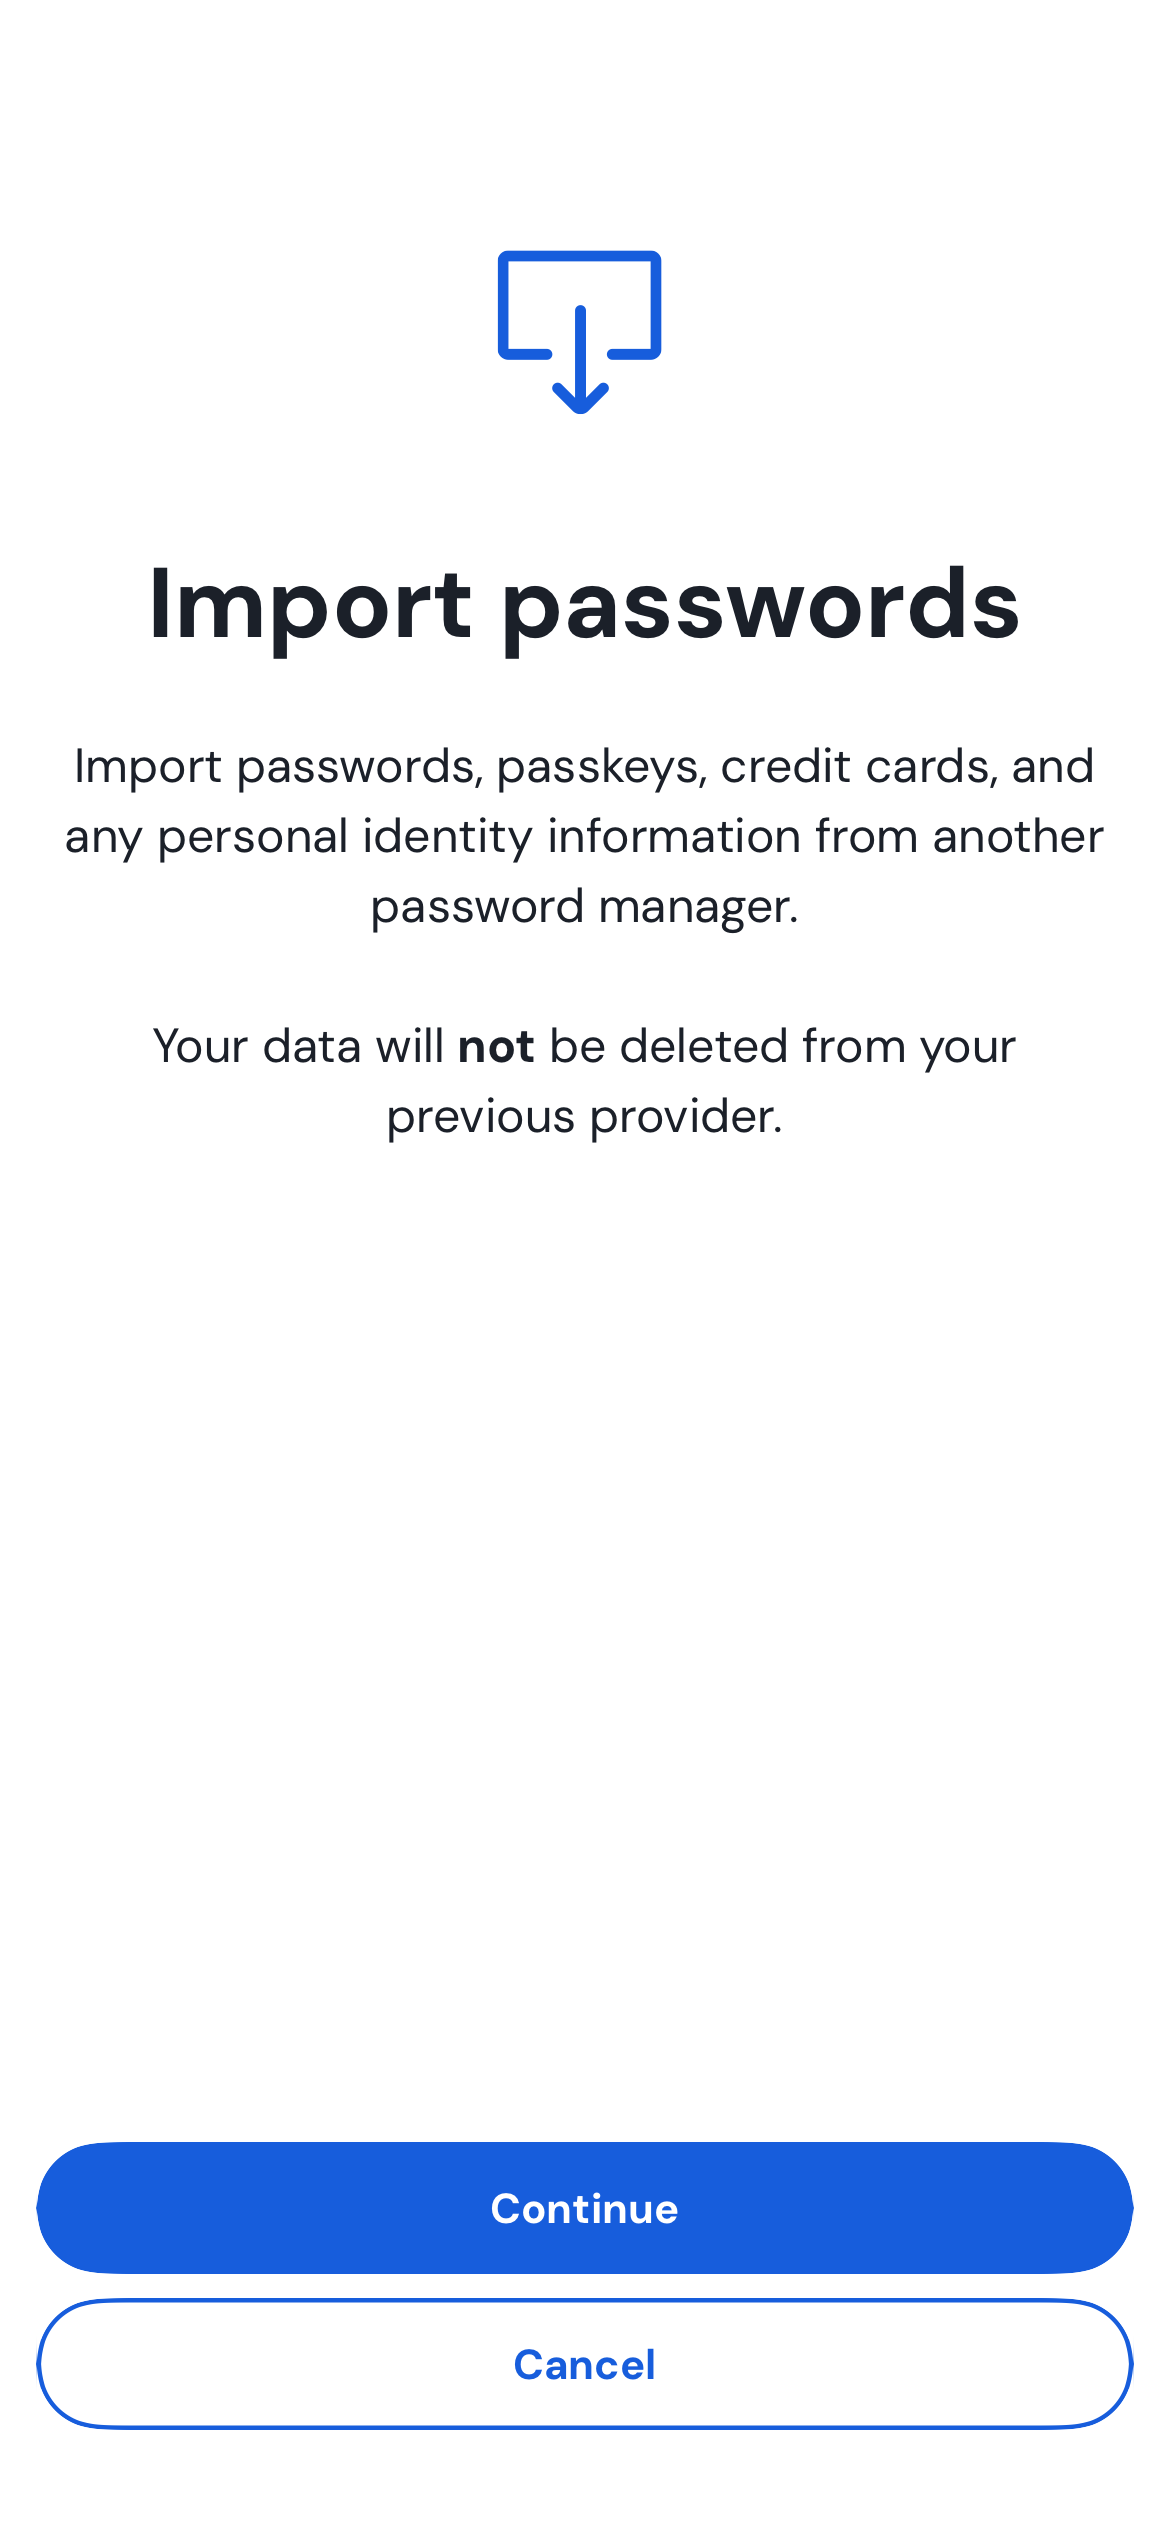 Import passwords
Import passwords, passkeys, credit cards, and
any personal identity information from another
password manager.
Your data will not be deleted from your
previous provider.
Continue
Cancel